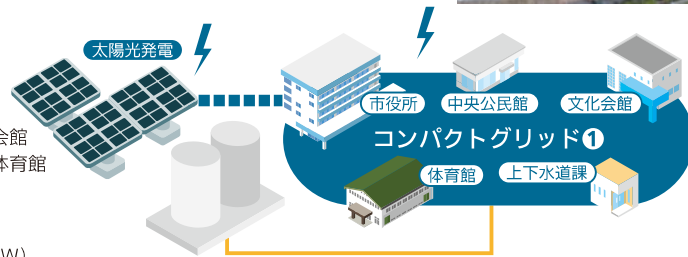 太陽光発電
市役所
中央公民館
文化会館
会館
体育館
コンパクトグリッド❶
体育館
上下水道課
W）